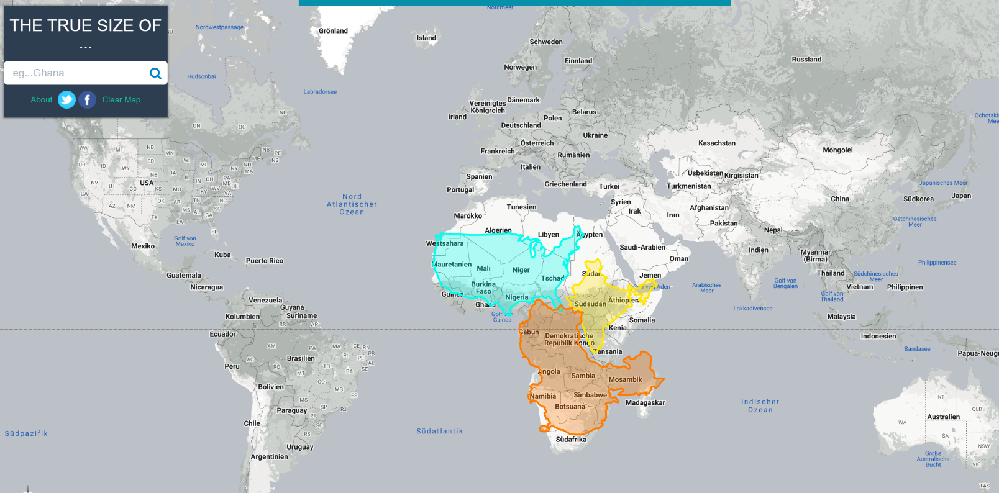 THE TRUE SIZE OF
...
eg...Ghana
About
Clear Map
NU
Nordwestpassage
Hudsonbai
Labradorsee
Nordmeer
Grönland
Island
Schweden
Norwegen
Finnland
Russland
Vereinigtes
Königreich
Dänemark
Irland
Polen
Belarus
Deutschland
Ukraine
Österreich
Frankreich
Rumänien
Italien
Spanien
Portugal
Griechenland
Türkei
Kasachstan
Mongolei
Usbekistan
Kirgisistan
Turkmenistan
Ochotskis
Mee
Japanisches Meer
Japan
Südkorea
China
Syrien
Irak
Iran
Afghanistan
Pakistan
Nepal
Ostchinesisches
Meer
NL
ON
QC
NB
PE
NS
WA
MT
ND
MN
OR
ID
SD
WI
MI
ME
NH
WY
IA
NY
MA
CT
RI
NV
UT
CO
NE
IL
IN
OH
PA
MD
DE
USA
KS
MO
KY
WV
VA
CA
AZ
NM
OK
AR
TN
NC
TX
LA
MS
AL
GA
SC
FL
Nord
Atlantischer
Ozean
Tunesien
Marokko
Algerien
Libyen
Ägypten
Westsahara
Mauretanien
Mali
Niger
Tschad
Sudan
Burkina
Faso
Guinea
Ghana
Nigeria
Golf von
Guinea
Südsudan
Äthiopien
Saudi-Arabien
Oman
Jemen
Golf von Aden
Arabisches
Meer
Indien
Myanmar
(Birma)
Golf von
Bengalen
Thailand
Golf von
Thailand
Vietnam
Südchinesisches
Meer
Philippinen
Philippinensee
Lakkadivensee
Malaysia
Indonesien
Bandasee
Papua-Neugu
Golf von
Mexiko
Mexiko
Kuba
Puerto Rico
Guatemala
Nicaragua
Venezuela
Guyana
Kolumbien
Suriname
RR
AP
Ecuador
AM
PA
MA
CE
RN
PB
PE
AL
SE
PI
AC
RO
TO
BA
Brasilien
Peru
MT
GO
Bolivien
MG
ES
MS
SP
RJ
Paraguay
PR
SC
RS
Chile
Uruguay
Argentinien
Gabun
Demokratische
Republik Kongo
Kenia
Somalia
Tansania
Angola
Sambia
Mosambik
Namibia
Simbabwe
Botsuana
Madagaskar
Südafrika
Südpazifik
Südatlantik
Indischer
Ozean
NT
Australien
QLD
WA
SA
NSW
Große
Australische
Bucht
VIC
TAS